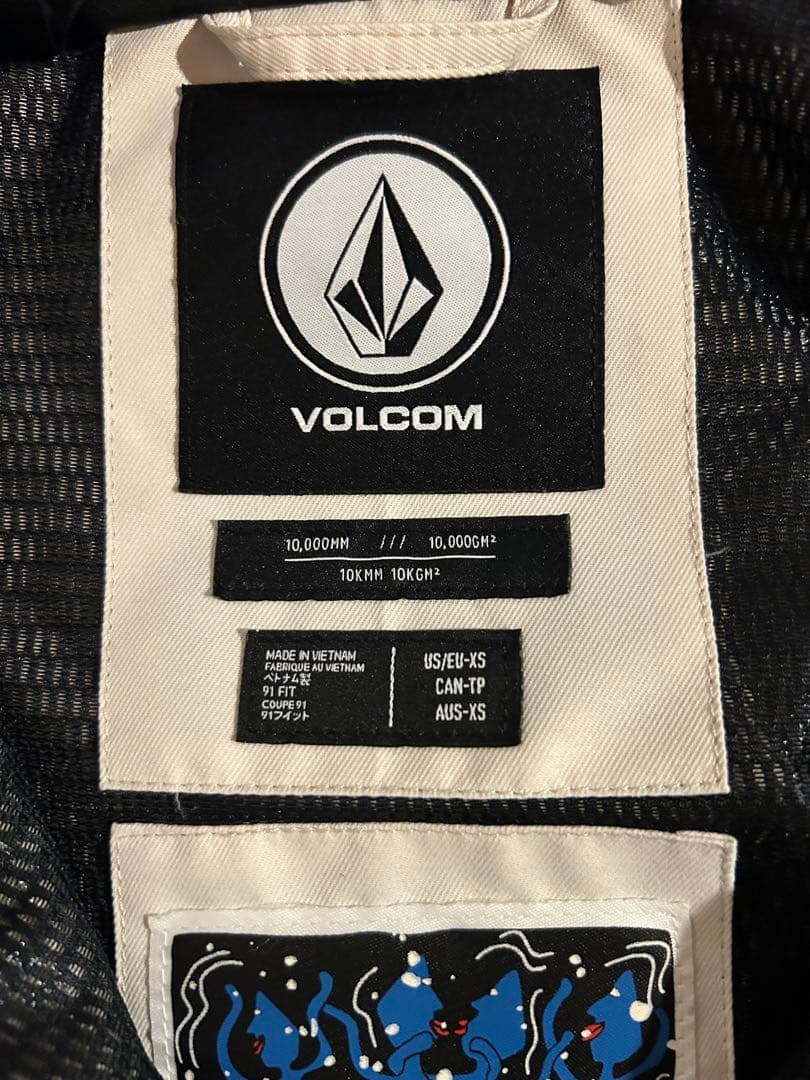 VOLCOM
10,000MM /// 10,000GM²
10KMM 10KGM²
MADE IN VIETNAM
FABRIQUE AU VIETNAM
ベトナム製
91 FIT
COUPE 91
91フィット
US/EU-XS
CAN-TP
AUS-XS